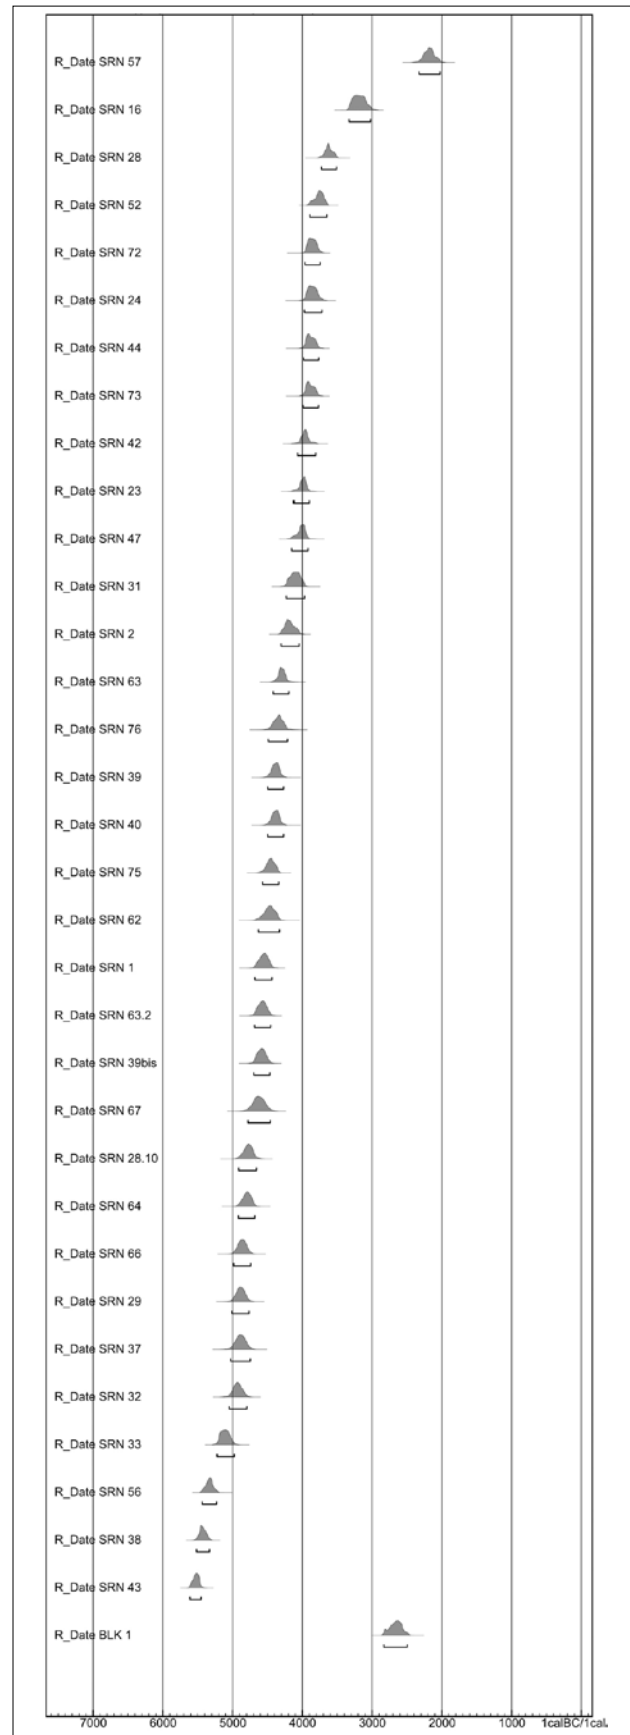 R_Date SRN 57
R_Date SRN 16
R_Date SRN 28
R_Date SRN 52
R_Date SRN 72
R_Date SRN 24
R_Date SRN 44
R_Date SRN 73
R_Date SRN 42
R_Date SRN 23
R_Date SRN 47
R_Date SRN 31
R_Date SRN 2
R_Date SRN 63
R_Date SRN 76
R_Date SRN 39
R_Date SRN 40
R_Date SRN 75
R_Date SRN 62
R_Date SRN 1
R_Date SRN 63.2
R_Date SRN 39bis
R_Date SRN 67
R_Date SRN 28.10
R_Date SRN 64
R_Date SRN 66
R_Date SRN 29
R_Date SRN 37
R_Date SRN 32
R_Date SRN 33
R_Date SRN 56
R_Date SRN 38
R_Date SRN 43
R_Date BLK 1
7000 6000 5000 4000 3000 2000 1000 1calBC/1cal